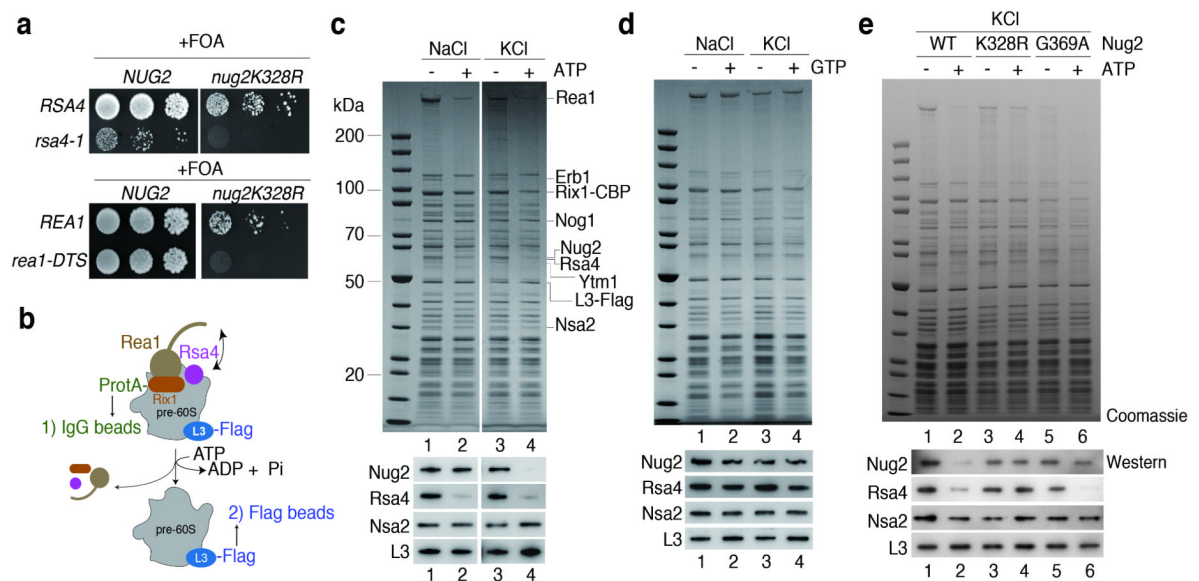 a
+FOA
NUG2 nug2K328R
RSA4
rsa4-1
+FOA
NUG2 nug2K328R
REA1
rea1-DTS
b
Rea1
Rsa4
ProtA-
Rix1
pre-60S
1) IgG beads
L3 -Flag
ATP
ADP + Pi
2) Flag beads
pre-60S
L3 -Flag
c
NaCl KCl
- + - + ATP
kDa
200
100
70
50
20
Rea1
Erb1
Rix1-CBP
Nog1
Nug2
Rsa4
Ytm1
L3-Flag
Nsa2
1 2 3 4
Nug2
Rsa4
Nsa2
L3
1 2 3 4
d
NaCl KCl
- + - + GTP
1 2 3 4
Nug2
Rsa4
Nsa2
L3
1 2 3 4
e
KCl
WT K328R G369A Nug2
- + - + - + ATP
Coomassie
1 2 3 4 5 6
Nug2 Western
Rsa4
Nsa2
L3
1 2 3 4 5 6